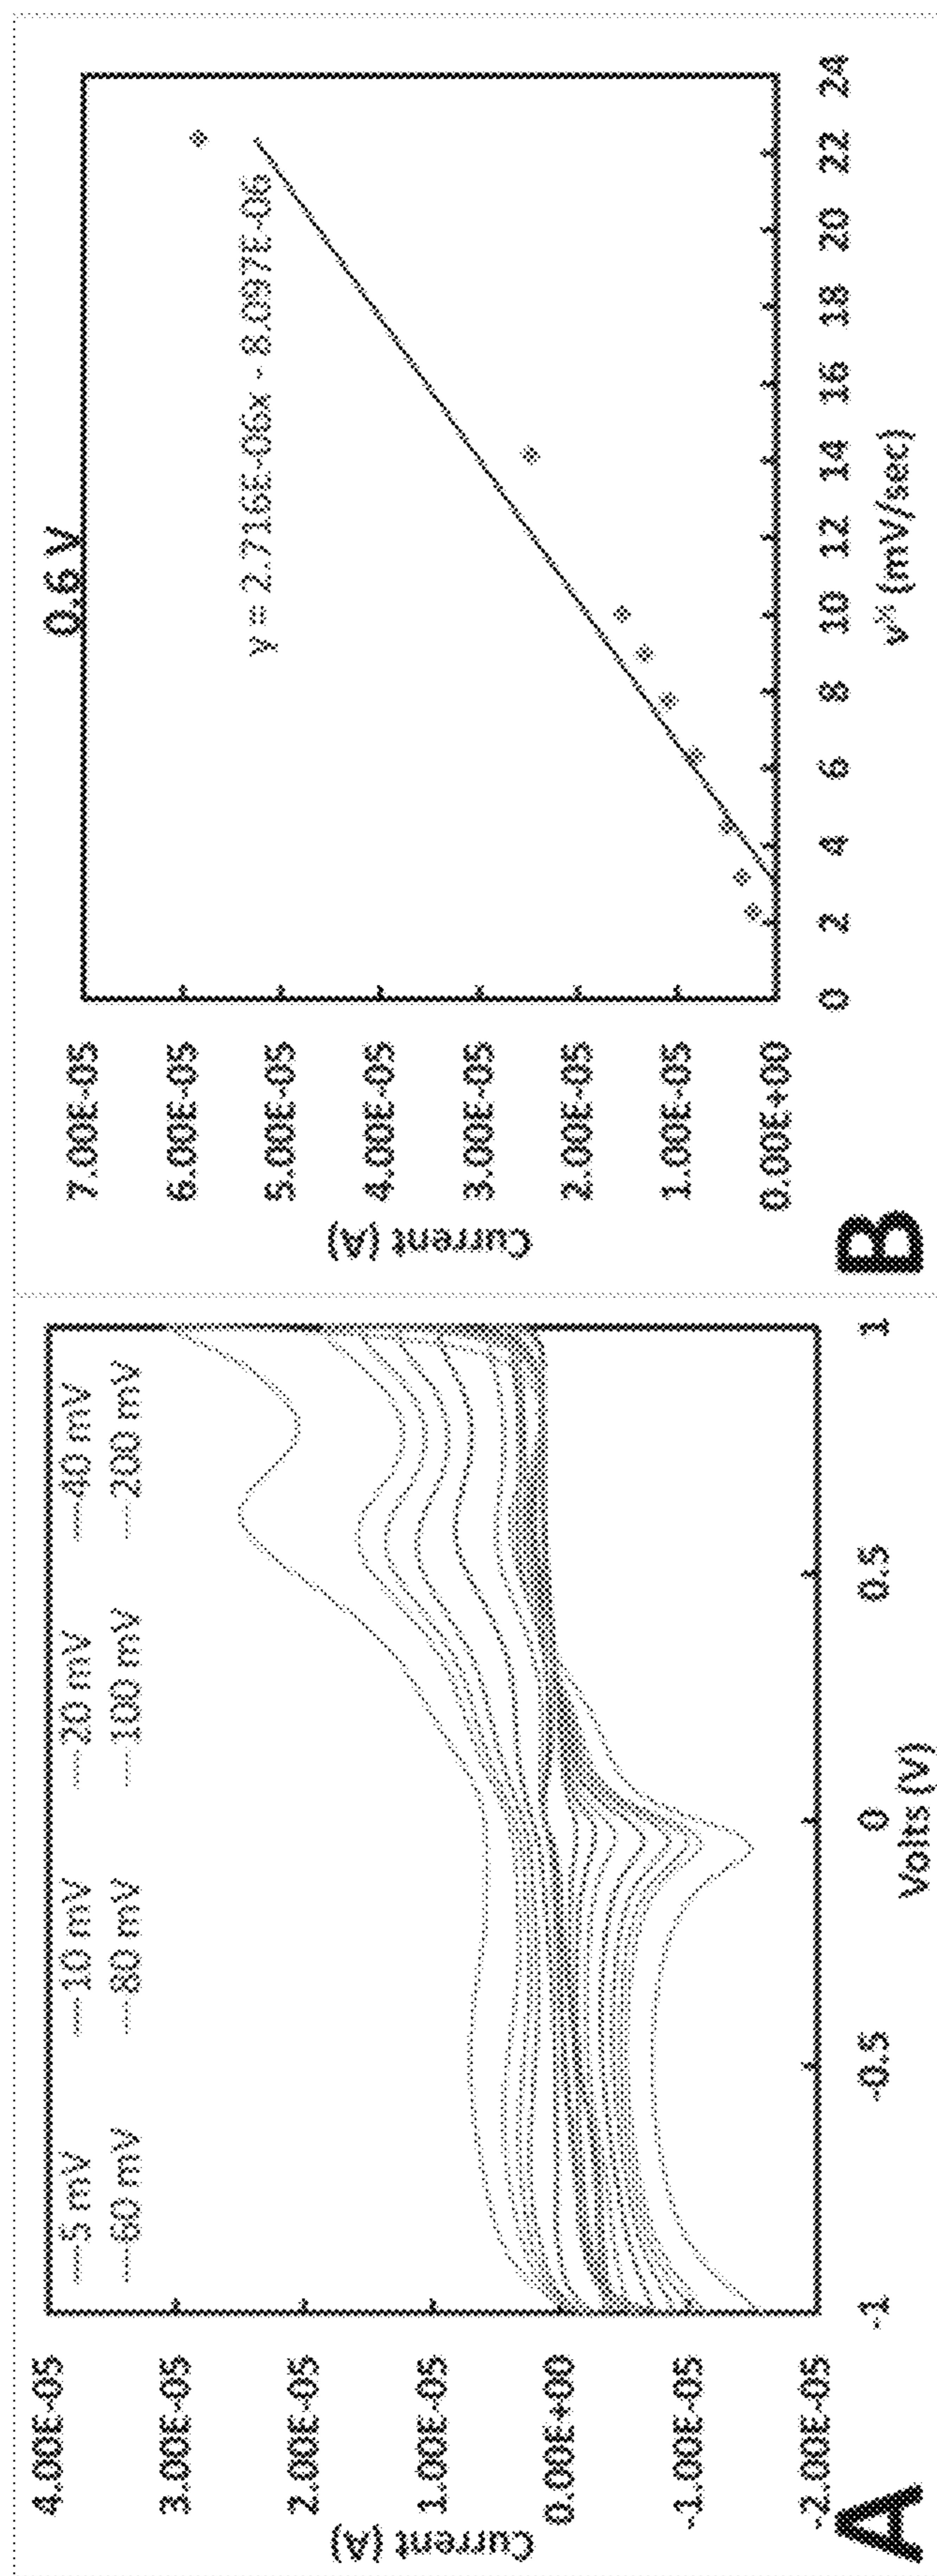 4.00E-05
3.00E-05
2.00E-05
1.00E-05
0.00E+00
-1.00E-05
-2.00E-05
Current (A)
5 mV 10 mV 20 mV 40 mV
60 mV 80 mV 100 mV 200 mV
-1 -0.5 0 0.5 1
Volts (V)
A
0.6 V
7.00E-05
6.00E-05
5.00E-05
4.00E-05
3.00E-05
2.00E-05
1.00E-05
0.00E+00
Current (A)
y = 2.716E-06x - 8.097E-06
0 2 4 6 8 10 12 14 16 18 20 22 24
v½ (mV/sec)
B